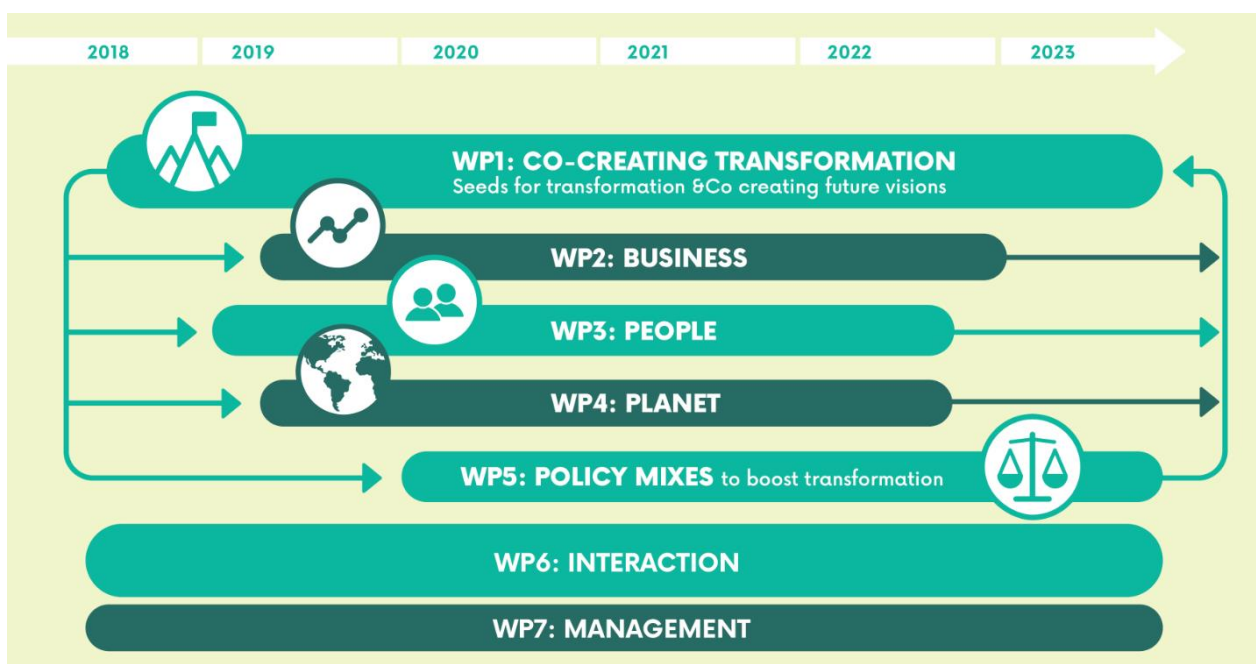 2018 2019 2020 2021 2022 2023
WP1: CO-CREATING TRANSFORMATION
Seeds for transformation &Co creating future visions
WP2: BUSINESS
WP3: PEOPLE
WP4: PLANET
WP5: POLICY MIXES to boost transformation
WP6: INTERACTION
WP7: MANAGEMENT